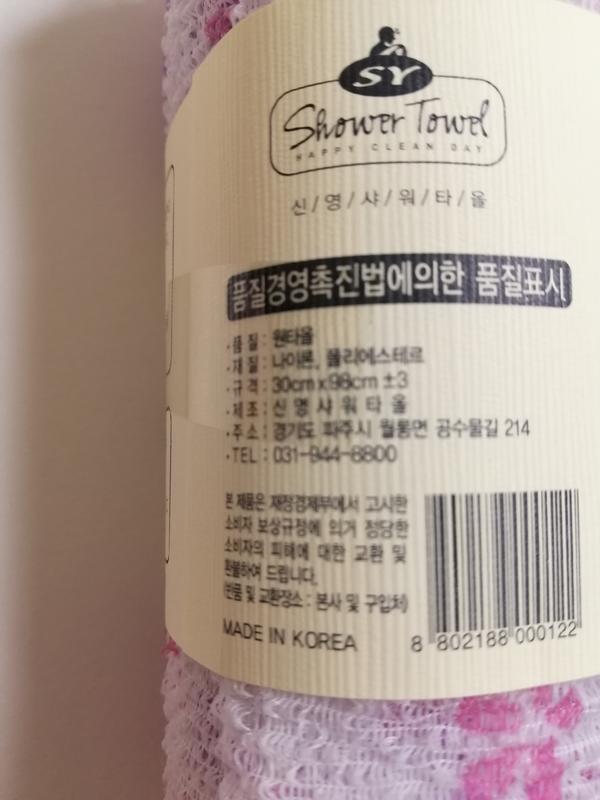 SY
Shower Towel
HAPPY CLEAN DAY
신/영/샤/워/타/올
품질경영촉진법에의한 품질표시
·품 질 : 원타올
·재 질 : 나이론, 폴리에스테르
·규 격 : 30cm x 98cm ±3
·제 조 : 신 영 샤 워 타 올
·주 소 : 경기도 파주시 월롱면 공수물길 214
·TEL : 031-944-8800
본 제품은 재정경제부에서 고시한
소비자 보상규정에 의거 정당한
소비자의 피해에 대한 교환 및
환불하여 드립니다.
(반품 및 교환장소 : 본사 및 구입처)
MADE IN KOREA
8 802188 000122